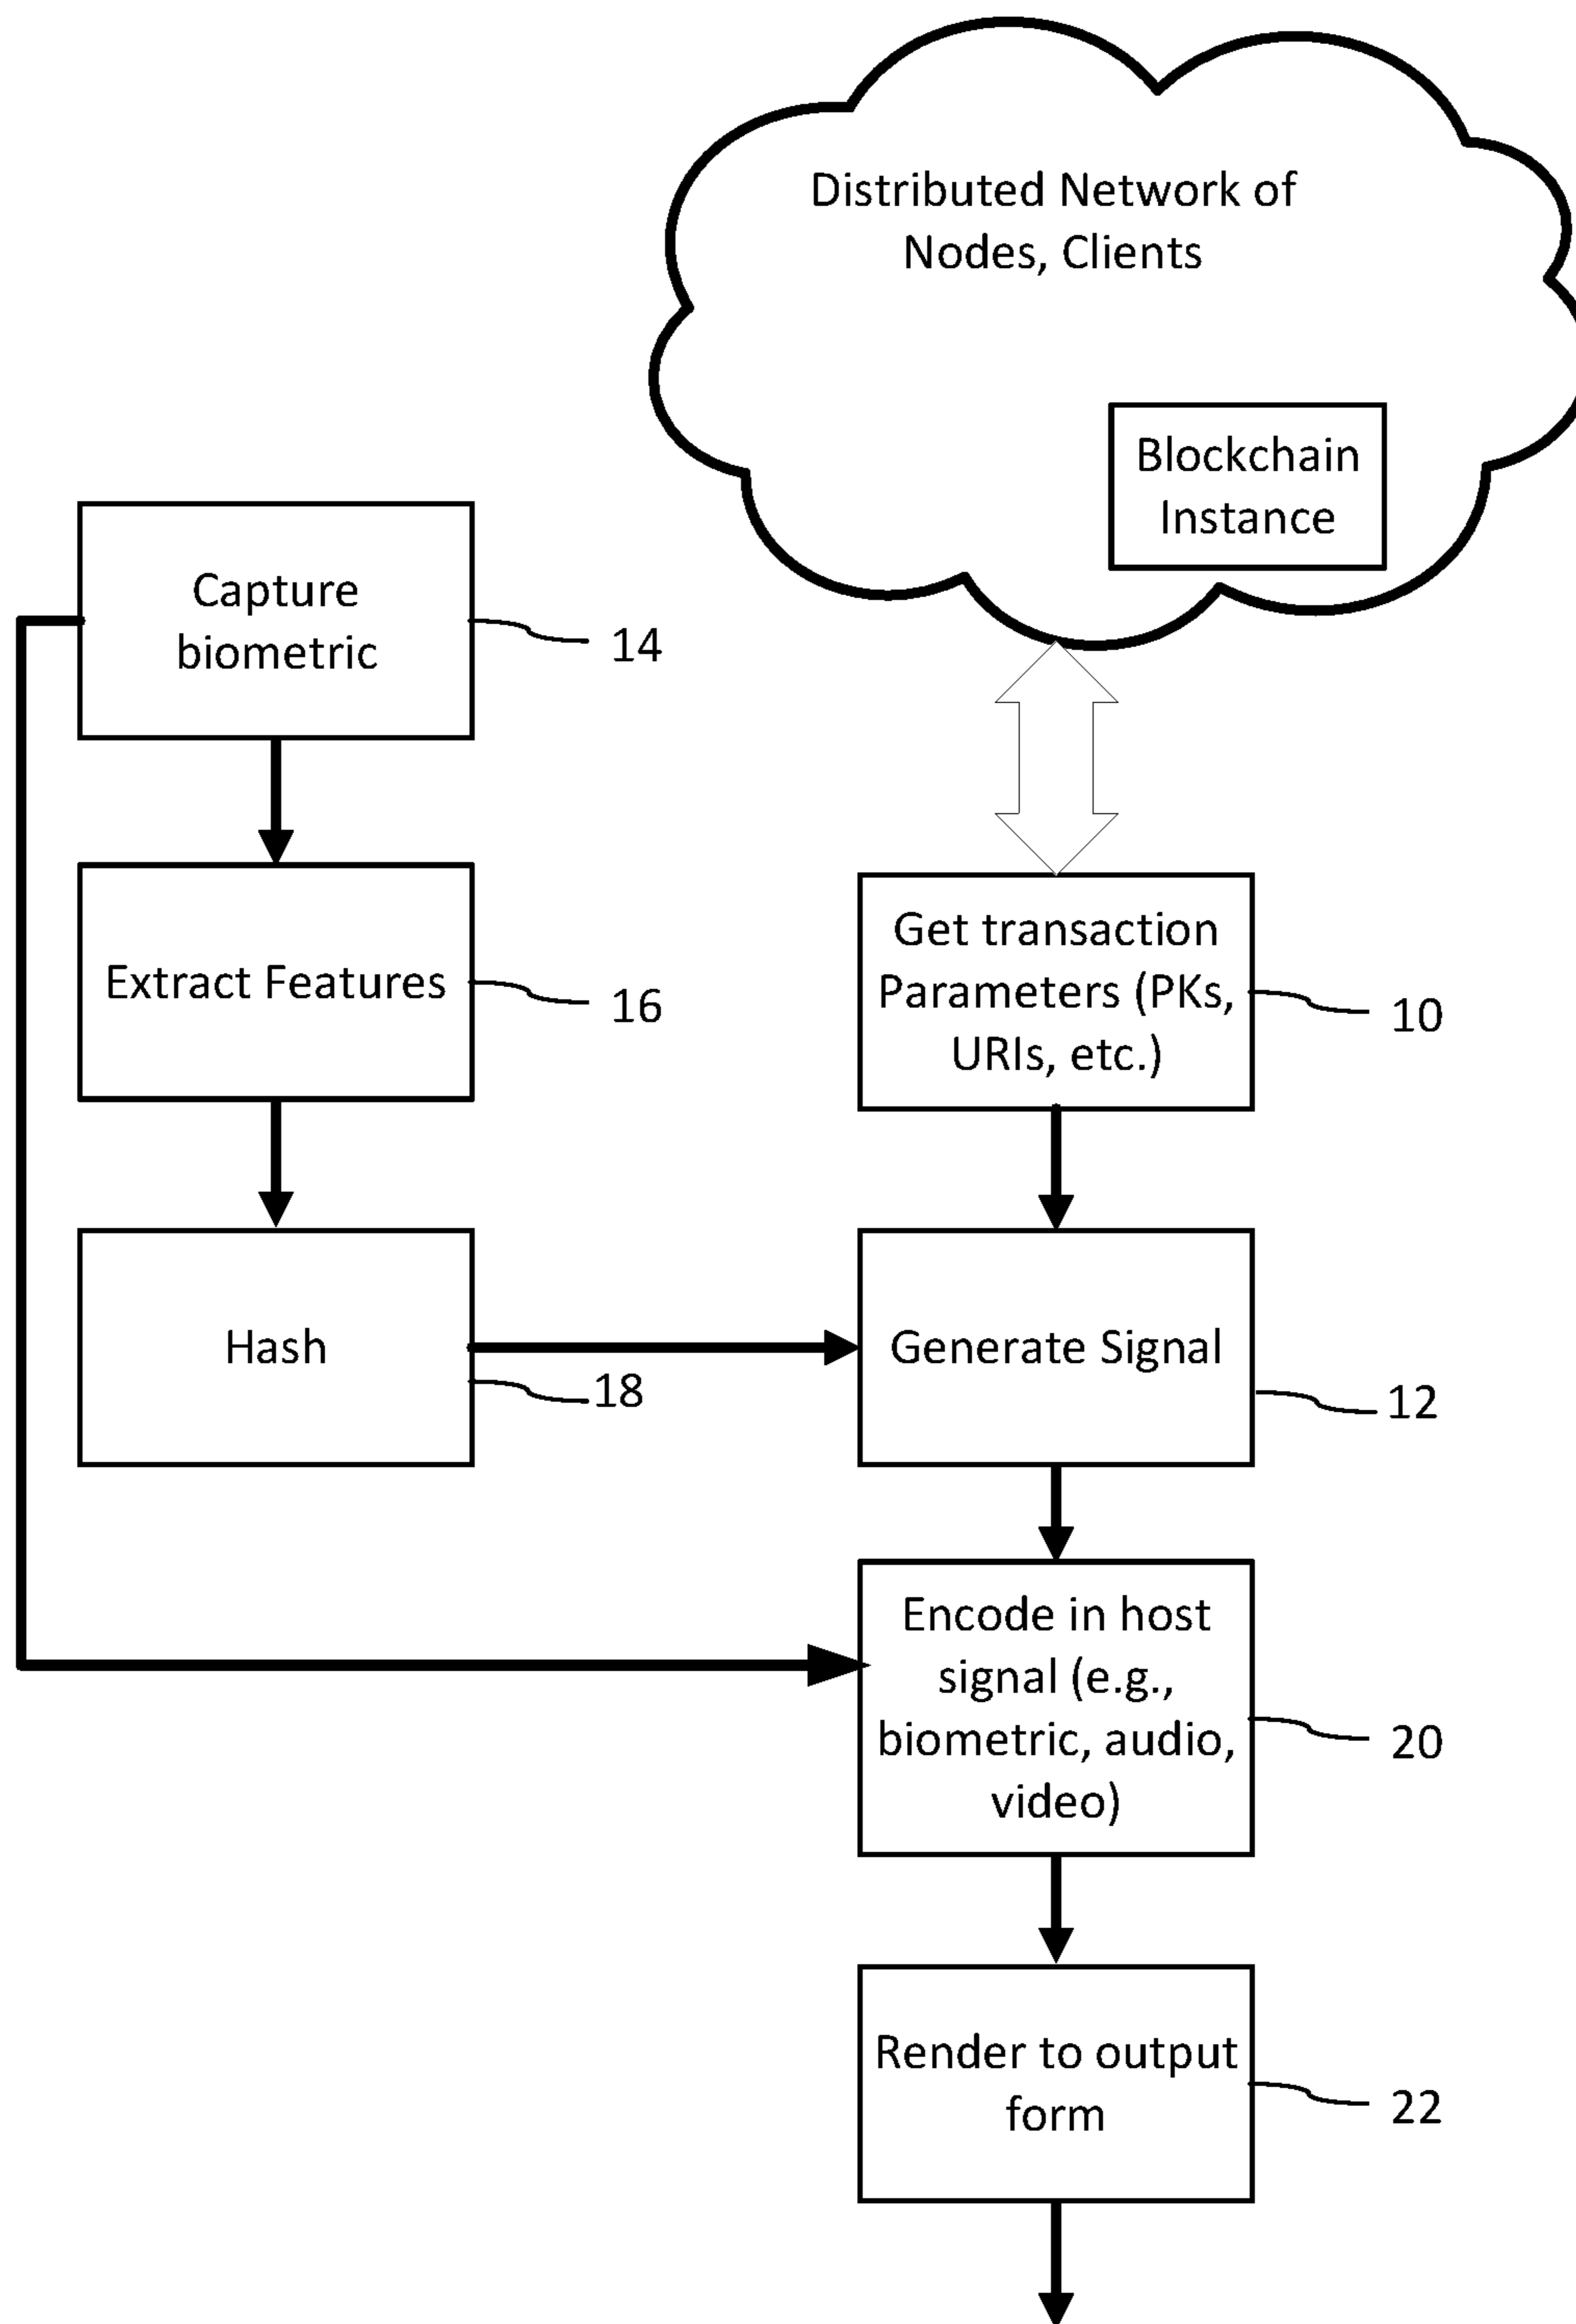 Distributed Network of
Nodes, Clients
Blockchain
Instance
Capture
biometric
14
Extract Features
16
Get transaction
Parameters (PKs,
URIs, etc.)
10
Hash
18
Generate Signal
12
Encode in host
signal (e.g.,
biometric, audio,
video)
20
Render to output
form
22